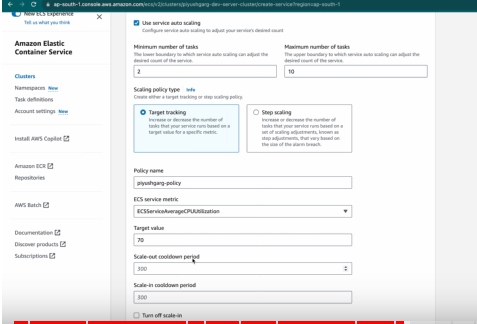 ap-south-1.console.aws.amazon.com/ecs/v2/clusters/piyushgarg-dev-server-cluster/create-service?region=ap-south-1
New ECS Experience
Tell us what you think
Amazon Elastic
Container Service
Clusters
Namespaces New
Task definitions
Account settings New
Install AWS Copilot
Amazon ECR
Repositories
AWS Batch
Documentation
Discover products
Subscriptions
Use service auto scaling
Configure service auto scaling to adjust your service's desired count
Minimum number of tasks
The lower boundary to which service auto scaling can adjust the
desired count of the service.
2
Maximum number of tasks
The upper boundary to which service auto scaling can adjust the
desired count of the service.
10
Scaling policy type Info
Create either a target tracking or step scaling policy.
Target tracking
Increase or decrease the number of
tasks that your service runs based on a
target value for a specific metric.
Step scaling
Increase or decrease the number of
tasks that your service runs based on a
set of scaling adjustments, known as
step adjustments, that vary based on
the size of the alarm breach.
Policy name
piyushgarg-policy
ECS service metric
ECSServiceAverageCPUUtilization
Target value
70
Scale-out cooldown period
300
Scale-in cooldown period
300
Turn off scale-in